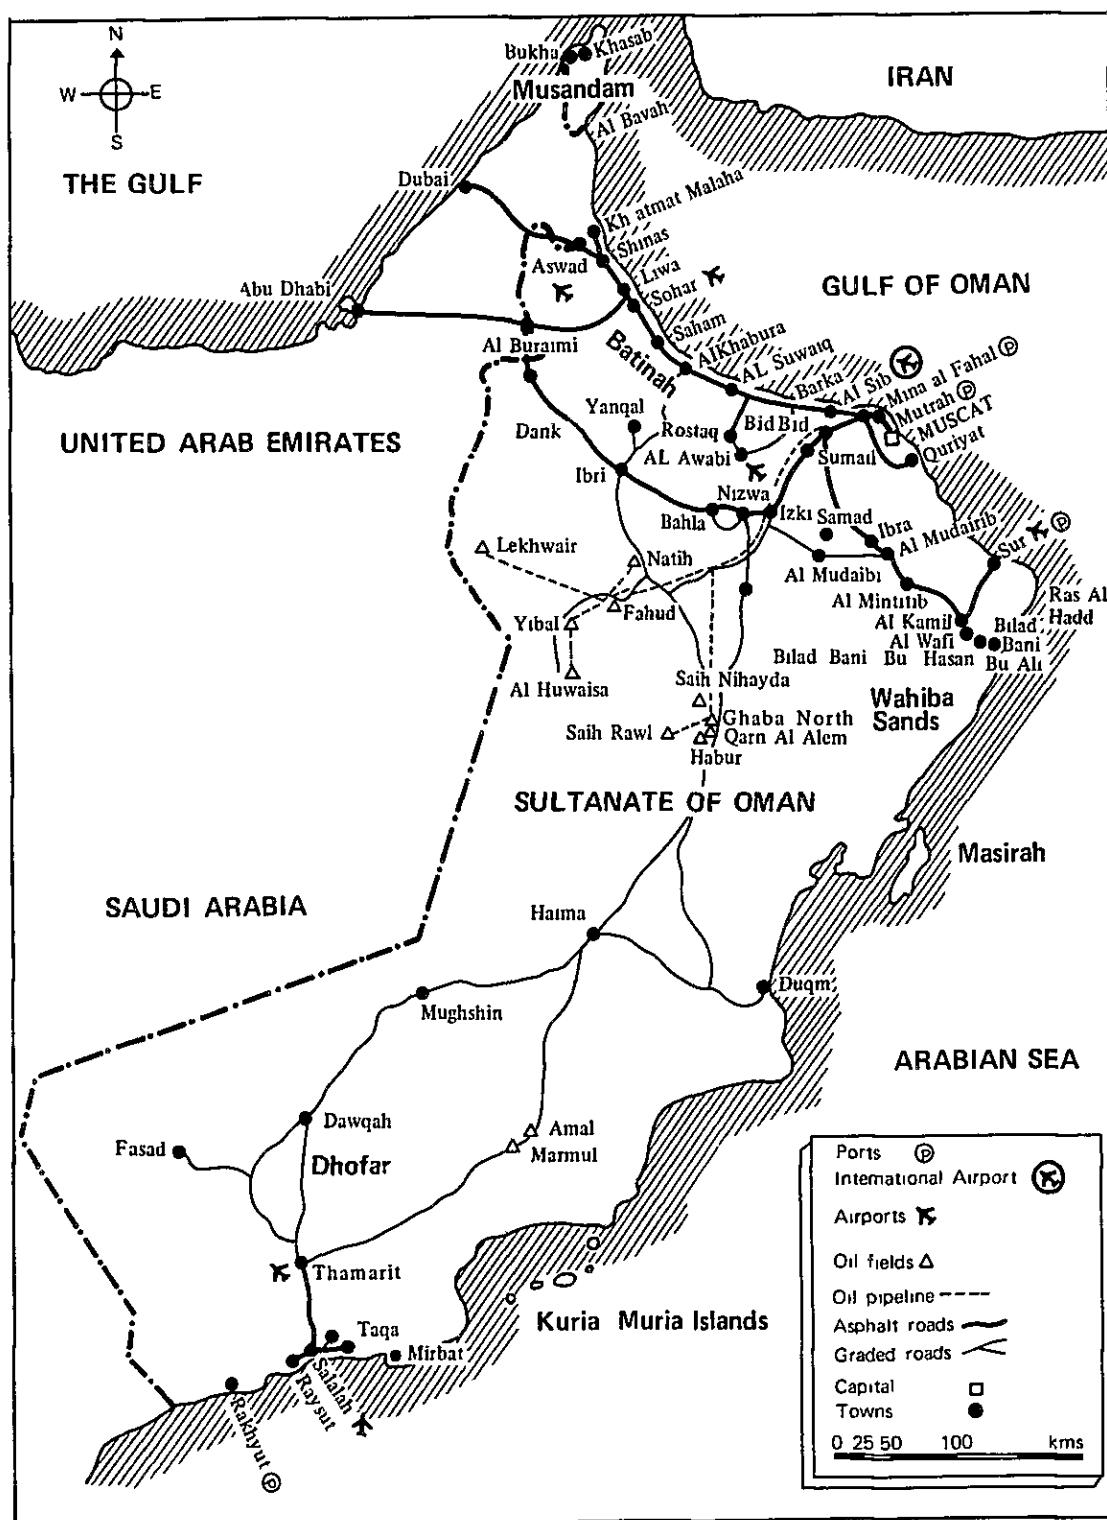 N
W E
S
THE GULF
IRAN
Bukha
Khasab
Musandam
Al Bavah
Dubai
Kh atmat Malaha
Shinas
Aswad
Liwa
Sohar
Abu Dhabi
GULF OF OMAN
Saham
AlKhabura
Al Buraimi
Batinah
AL Suwaiq
Barka
Al Sib
Mina al Fahal P
Mutrah P
MUSCAT
Quriyat
UNITED ARAB EMIRATES
Dank
Yanqal
Rostaq
Bid Bid
AL Awabi
Sumail
Ibri
Nizwa
Bahla
Izki
Samad
Ibra
Al Mudairib
Sur P
Lekhwair
Natih
Al Mudaibi
Al Mintitib
Ras Al
Hadd
Fahud
Yibal
Al Kamil
Al Wafi
Bilad
Bani
Bu Ali
Bilad Bani Bu Hasan
Al Huwaisa
Saih Nihayda
Wahiba
Sands
Ghaba North
Saih Rawl
Qarn Al Alem
Habur
SULTANATE OF OMAN
Masirah
SAUDI ARABIA
Haima
Duqm
Mughshin
ARABIAN SEA
Dawqah
Fasad
Dhofar
Amal
Marmul
Thamarit
Kuria Muria Islands
Taqa
Mirbat
Salalah
Raysut
Rakhyut P
Ports P
International Airport
Airports
Oil fields
Oil pipeline
Asphalt roads
Graded roads
Capital
Towns
0 25 50 100 kms